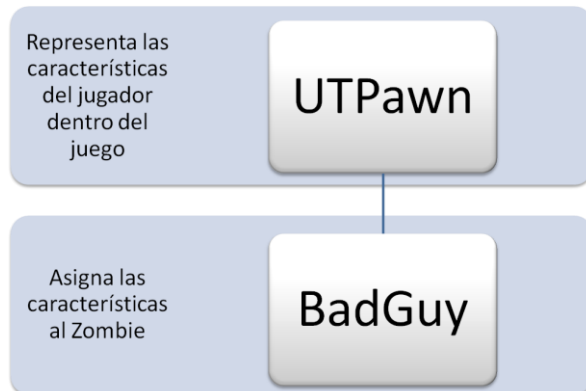 Representa las
características
del jugador
dentro del
juego
UTPawn
Asigna las
características
al Zombie
BadGuy